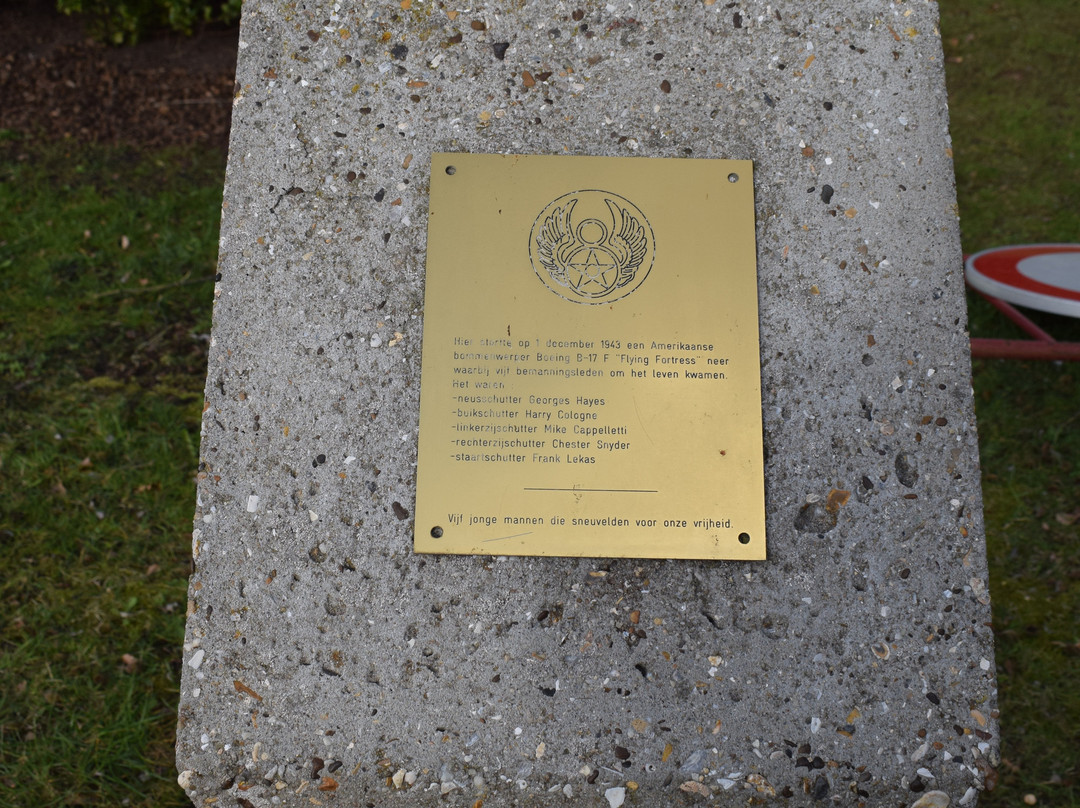 Hier stortte op 1 december 1943 een Amerikaanse
bommenwerper Boeing B-17 F "Flying Fortress" neer
waarbij vijf bemanningsleden om het leven kwamen.
Het waren :
-neusschutter Georges Hayes
-buikschutter Harry Cologne
-linkerzijschutter Mike Cappelletti
-rechterzijschutter Chester Snyder
-staartschutter Frank Lekas
Vijf jonge mannen die sneuvelden voor onze vrijheid.